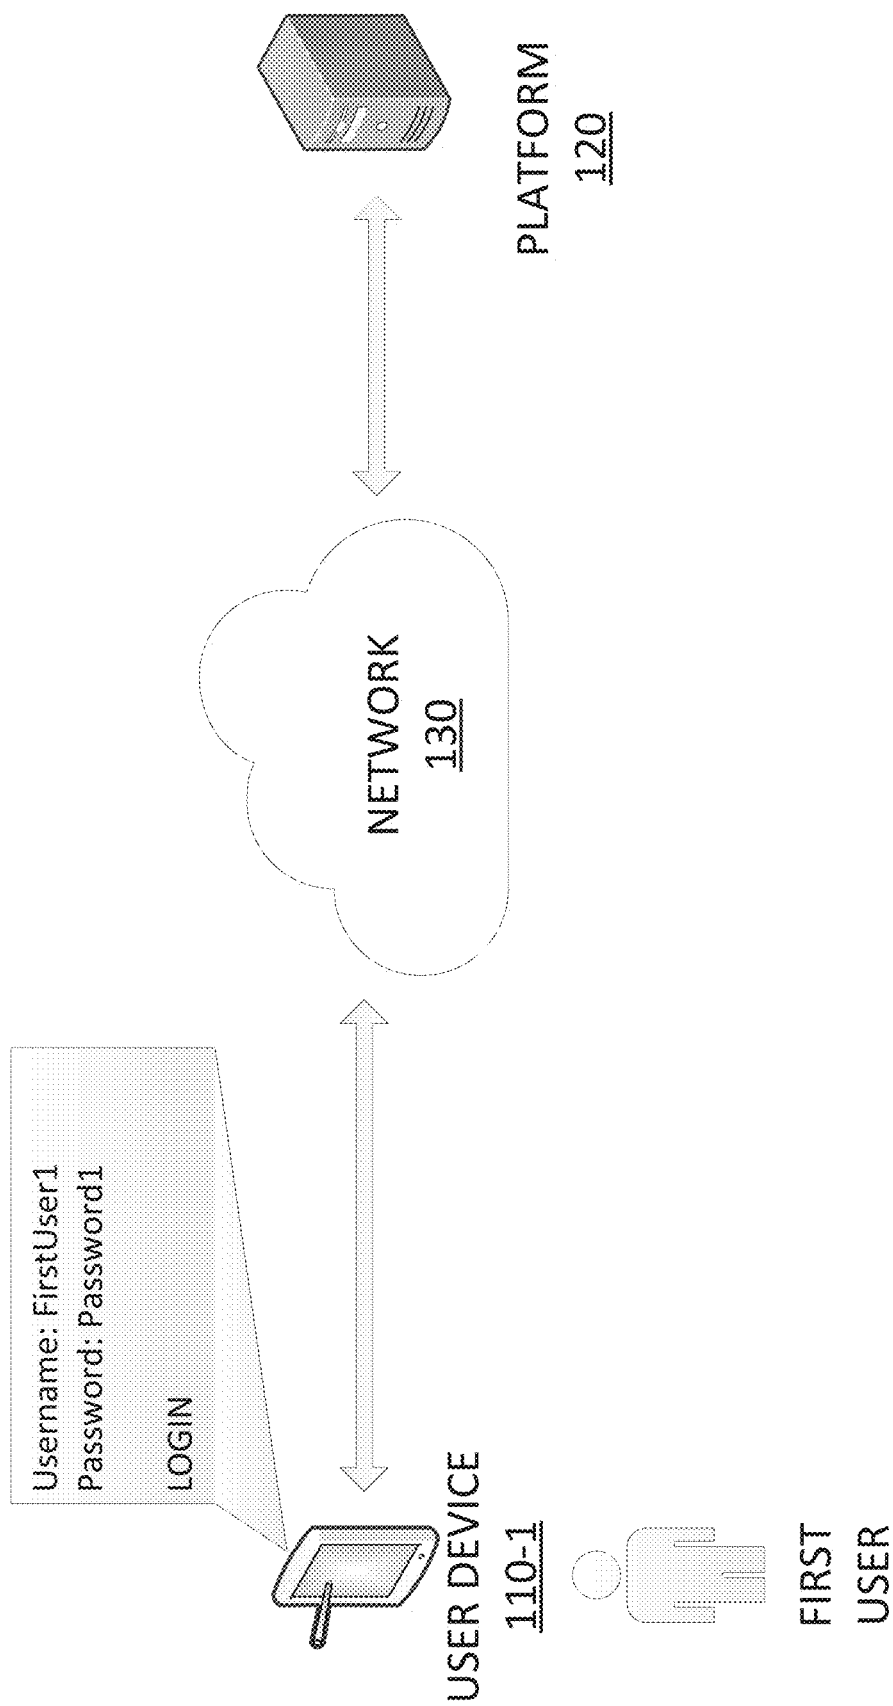 Username: FirstUser1
Password: Password1
LOGIN
USER DEVICE
110-1
FIRST
USER
NETWORK
130
PLATFORM
120